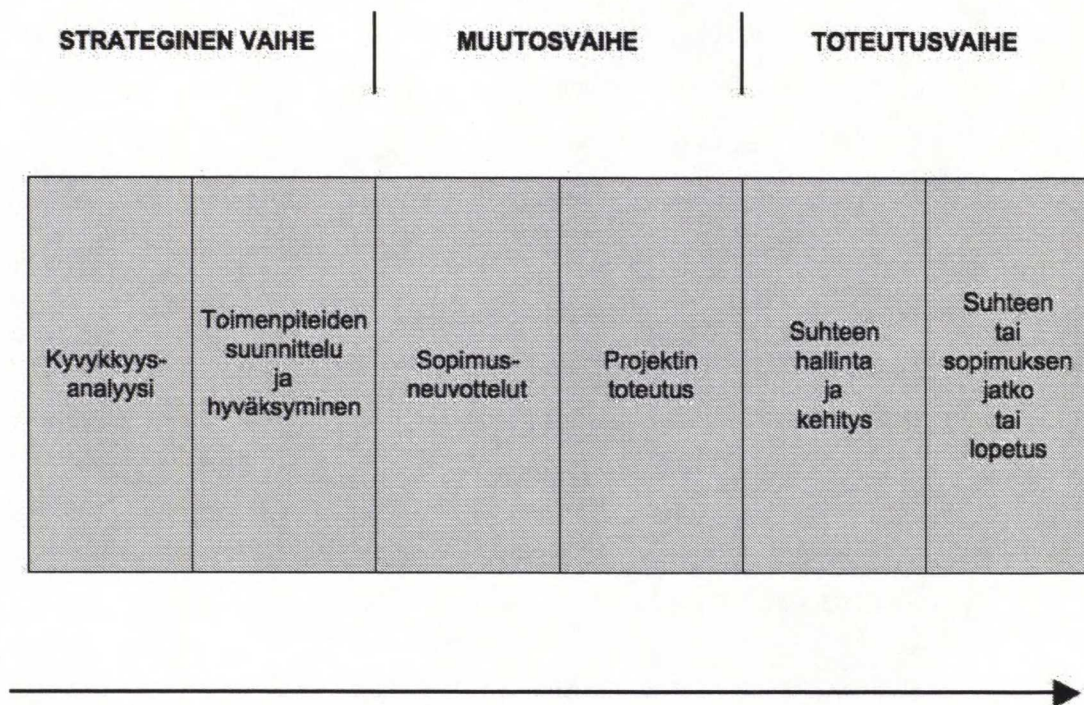 STRATEGINEN VAIHE
MUUTOSVAIHE
TOTEUTUSVAIHE
Kyvykkyys-
analyysi
Toimenpiteiden
suunnittelu
ja
hyväksyminen
Sopimus-
neuvottelut
Projektin
toteutus
Suhteen
hallinta
ja
kehitys
Suhteen
tai
sopimuksen
jatko
tai
lopetus